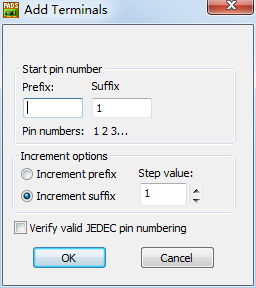 PADS Add Terminals
Start pin number
Prefix: Suffix
1
Pin numbers: 1 2 3...
Increment options
Increment prefix Step value:
Increment suffix 1
Verify valid JEDEC pin numbering
OK Cancel